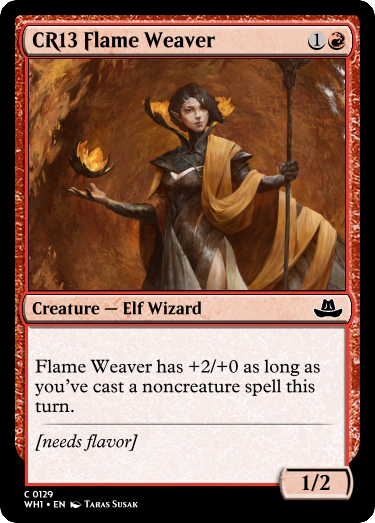 CR13 Flame Weaver
1
Creature — Elf Wizard
Flame Weaver has +2/+0 as long as
you've cast a noncreature spell this
turn.
[needs flavor]
1/2
C 0129
WH1 • EN Taras Susak